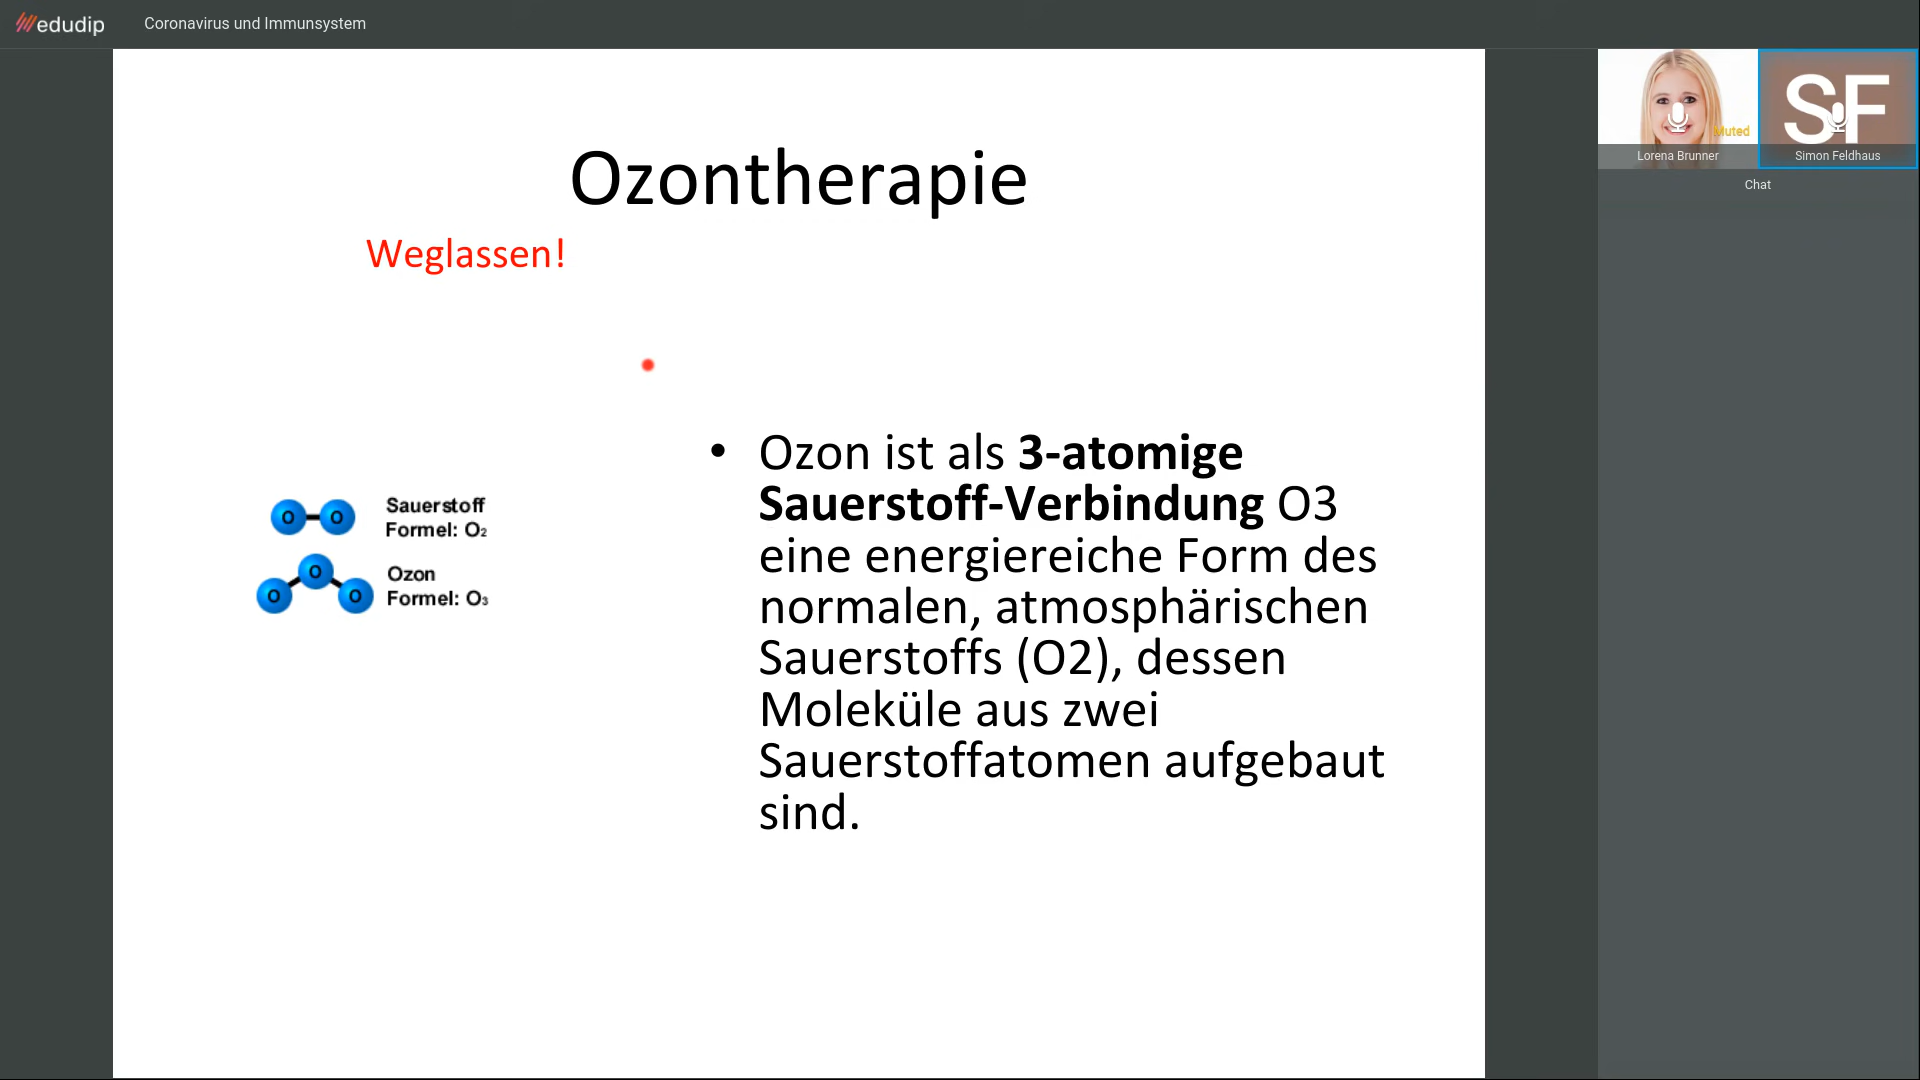 edudip
Coronavirus und Immunsystem
Muted
Lorena Brunner
SF
Simon Feldhaus
Chat
Ozontherapie
Weglassen!
• Ozon ist als 3-atomige
Sauerstoff-Verbindung O3
eine energiereiche Form des
normalen, atmosphärischen
Sauerstoffs (O2), dessen
Moleküle aus zwei
Sauerstoffatomen aufgebaut
sind.
O O
Sauerstoff
Formel: O₂
O O O
Ozon
Formel: O₃